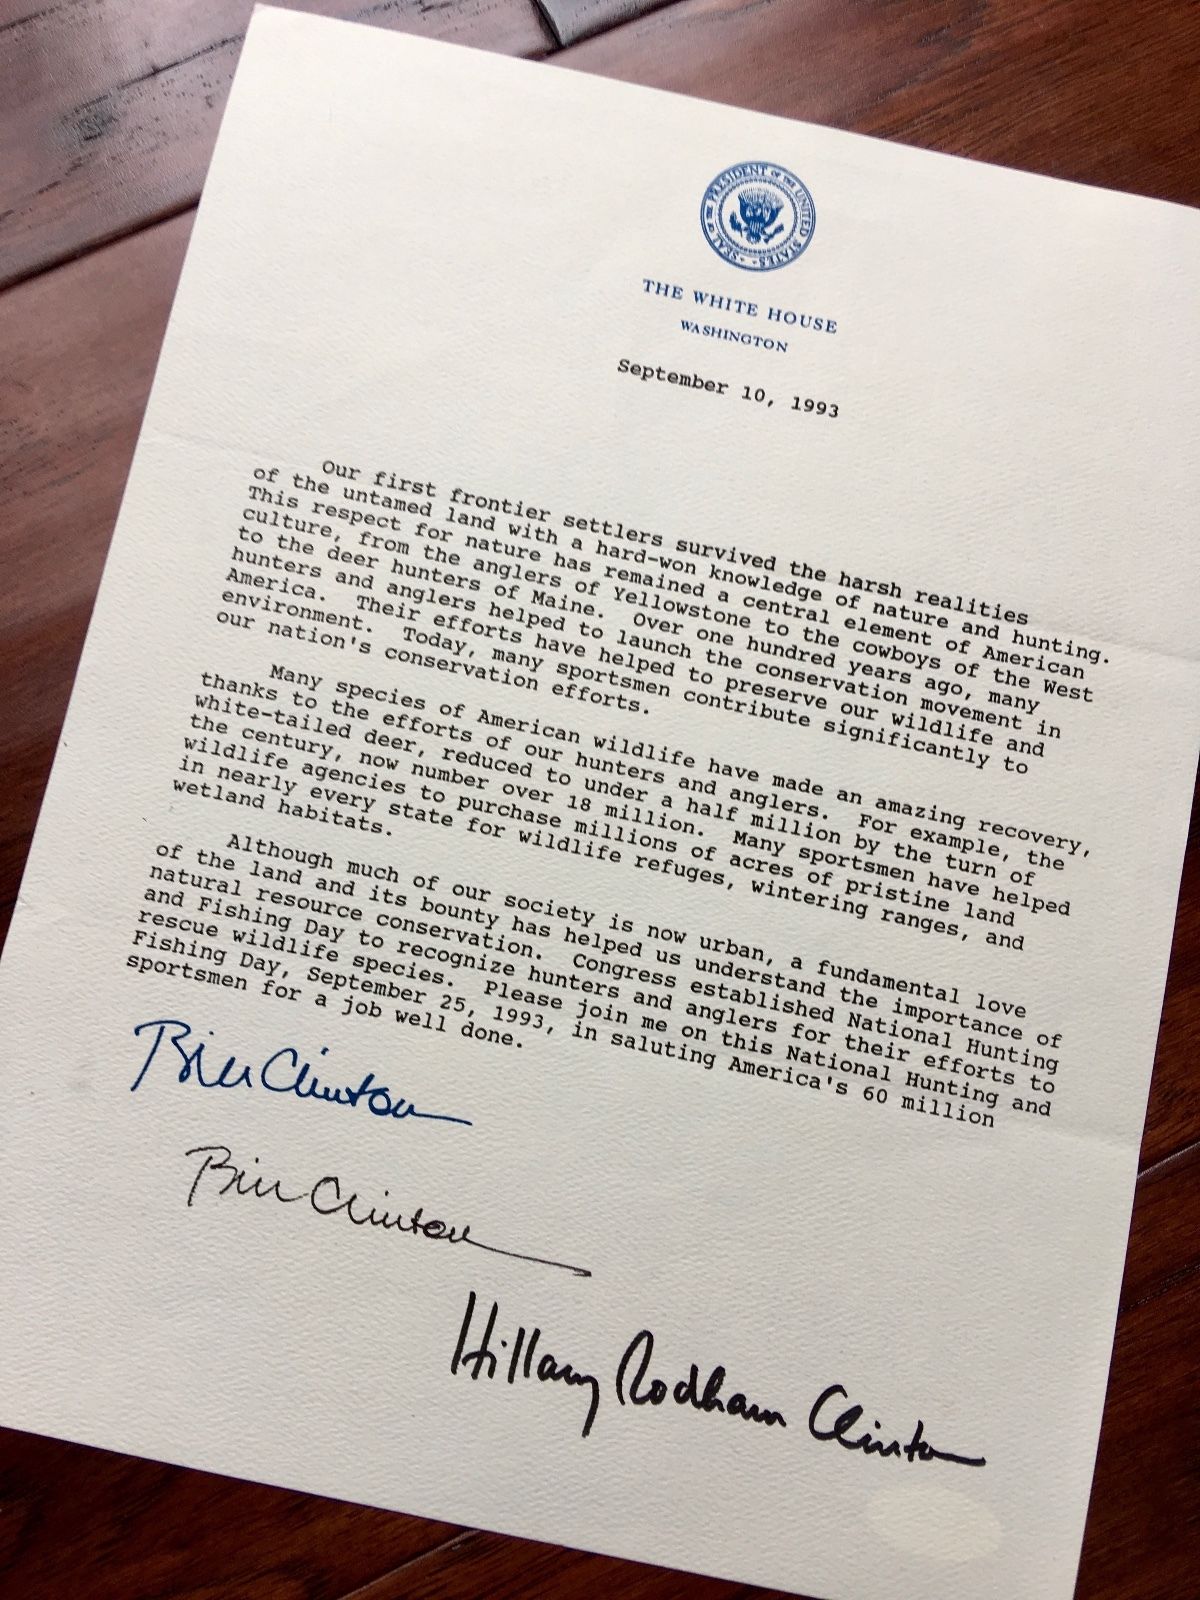 SEAL OF THE PRESIDENT OF THE UNITED STATES
THE WHITE HOUSE
WASHINGTON
September 10, 1993
Our first frontier settlers survived the harsh realities
of the untamed land with a hard-won knowledge of nature and hunting.
This respect for nature has remained a central element of American
culture, from the anglers of Yellowstone to the cowboys of the West
to the deer hunters of Maine. Over one hundred years ago, many
hunters and anglers helped to launch the conservation movement in
America. Their efforts have helped to preserve our wildlife and
environment. Today, many sportsmen contribute significantly to
our nation's conservation efforts.
Many species of American wildlife have made an amazing recovery,
thanks to the efforts of our hunters and anglers. For example, the
white-tailed deer, reduced to under a half million by the turn of
the century, now number over 18 million. Many sportsmen have helped
wildlife agencies to purchase millions of acres of pristine land
in nearly every state for wildlife refuges, wintering ranges, and
wetland habitats.
Although much of our society is now urban, a fundamental love
of the land and its bounty has helped us understand the importance of
natural resource conservation. Congress established National Hunting
and Fishing Day to recognize hunters and anglers for their efforts to
rescue wildlife species. Please join me on this National Hunting and
Fishing Day, September 25, 1993, in saluting America's 60 million
sportsmen for a job well done.
Bill Clinton
Bill Clinton
Hillary Rodham Clinton